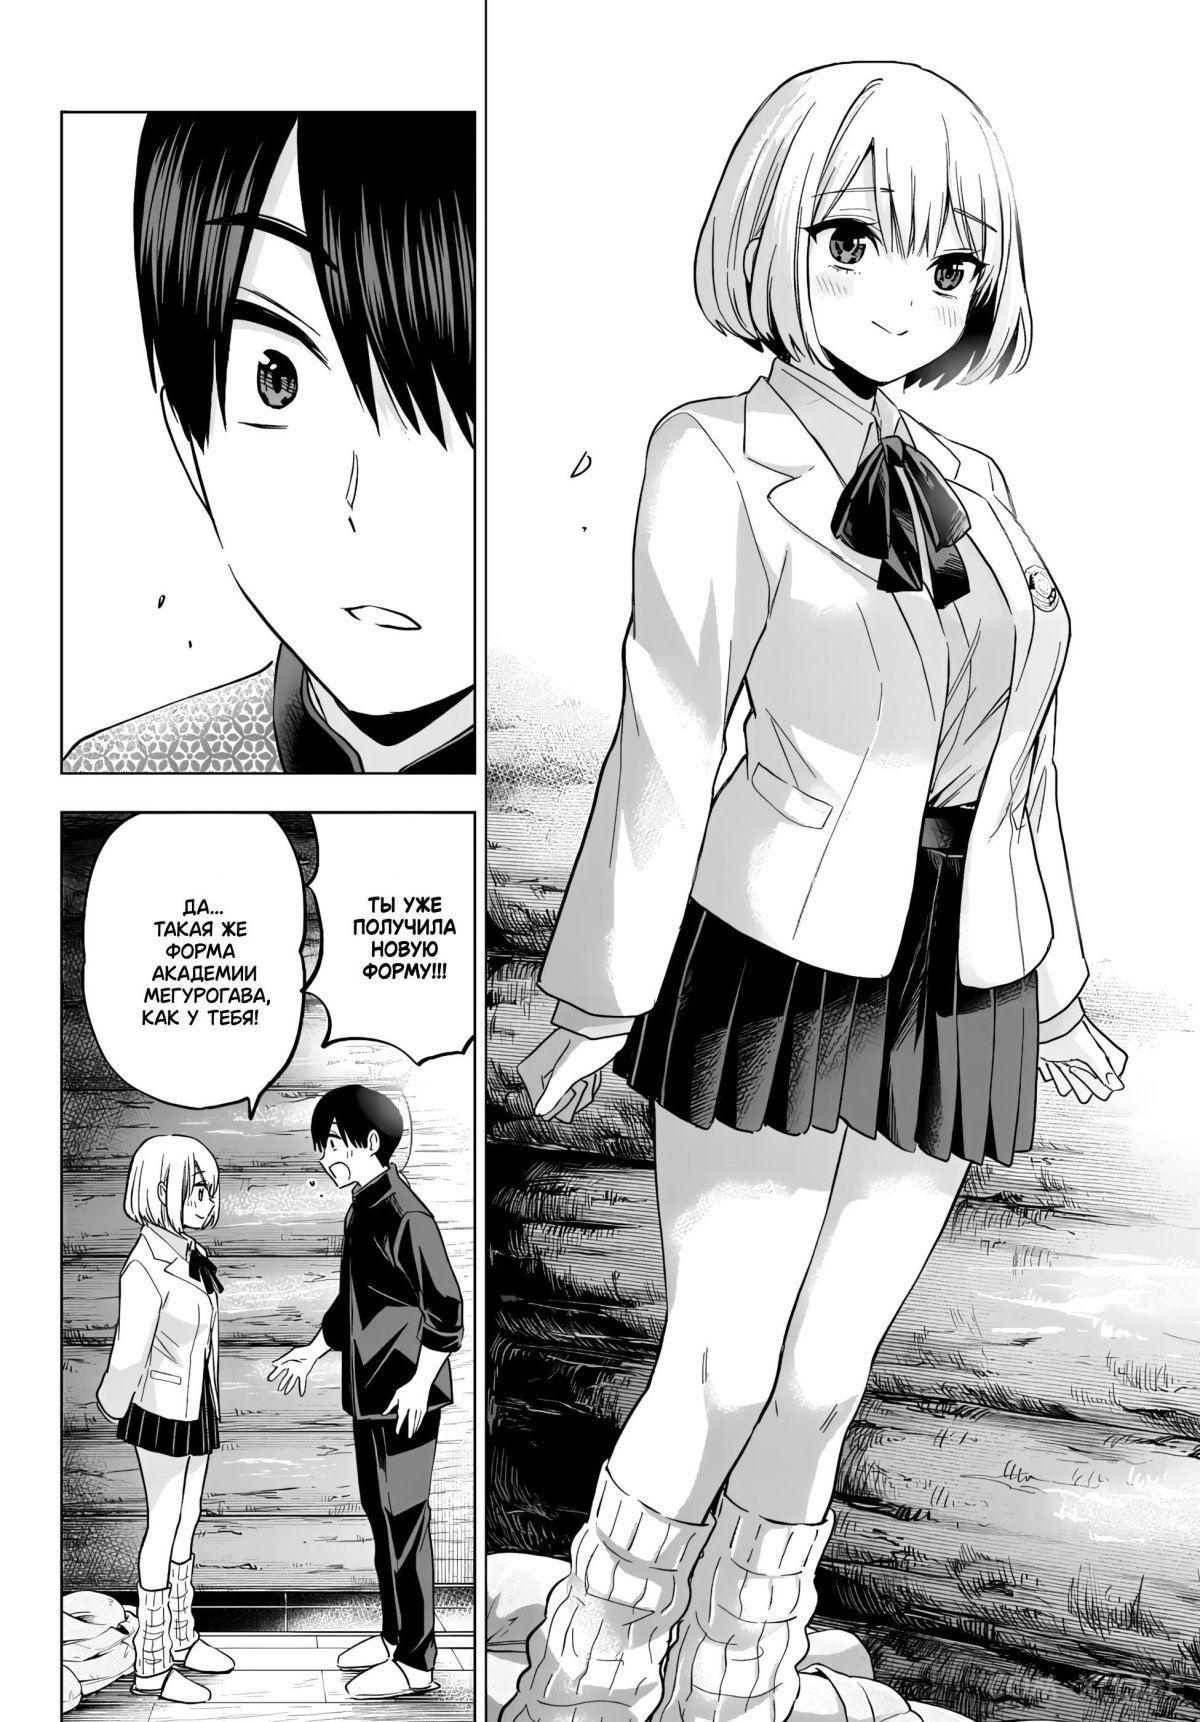 ТЫ УЖЕ
ПОЛУЧИЛА
НОВУЮ
ФОРМУ!!!
ДА...
ТАКАЯ ЖЕ
ФОРМА
АКАДЕМИИ
МЕГУРОГАВА,
КАК У ТЕБЯ!